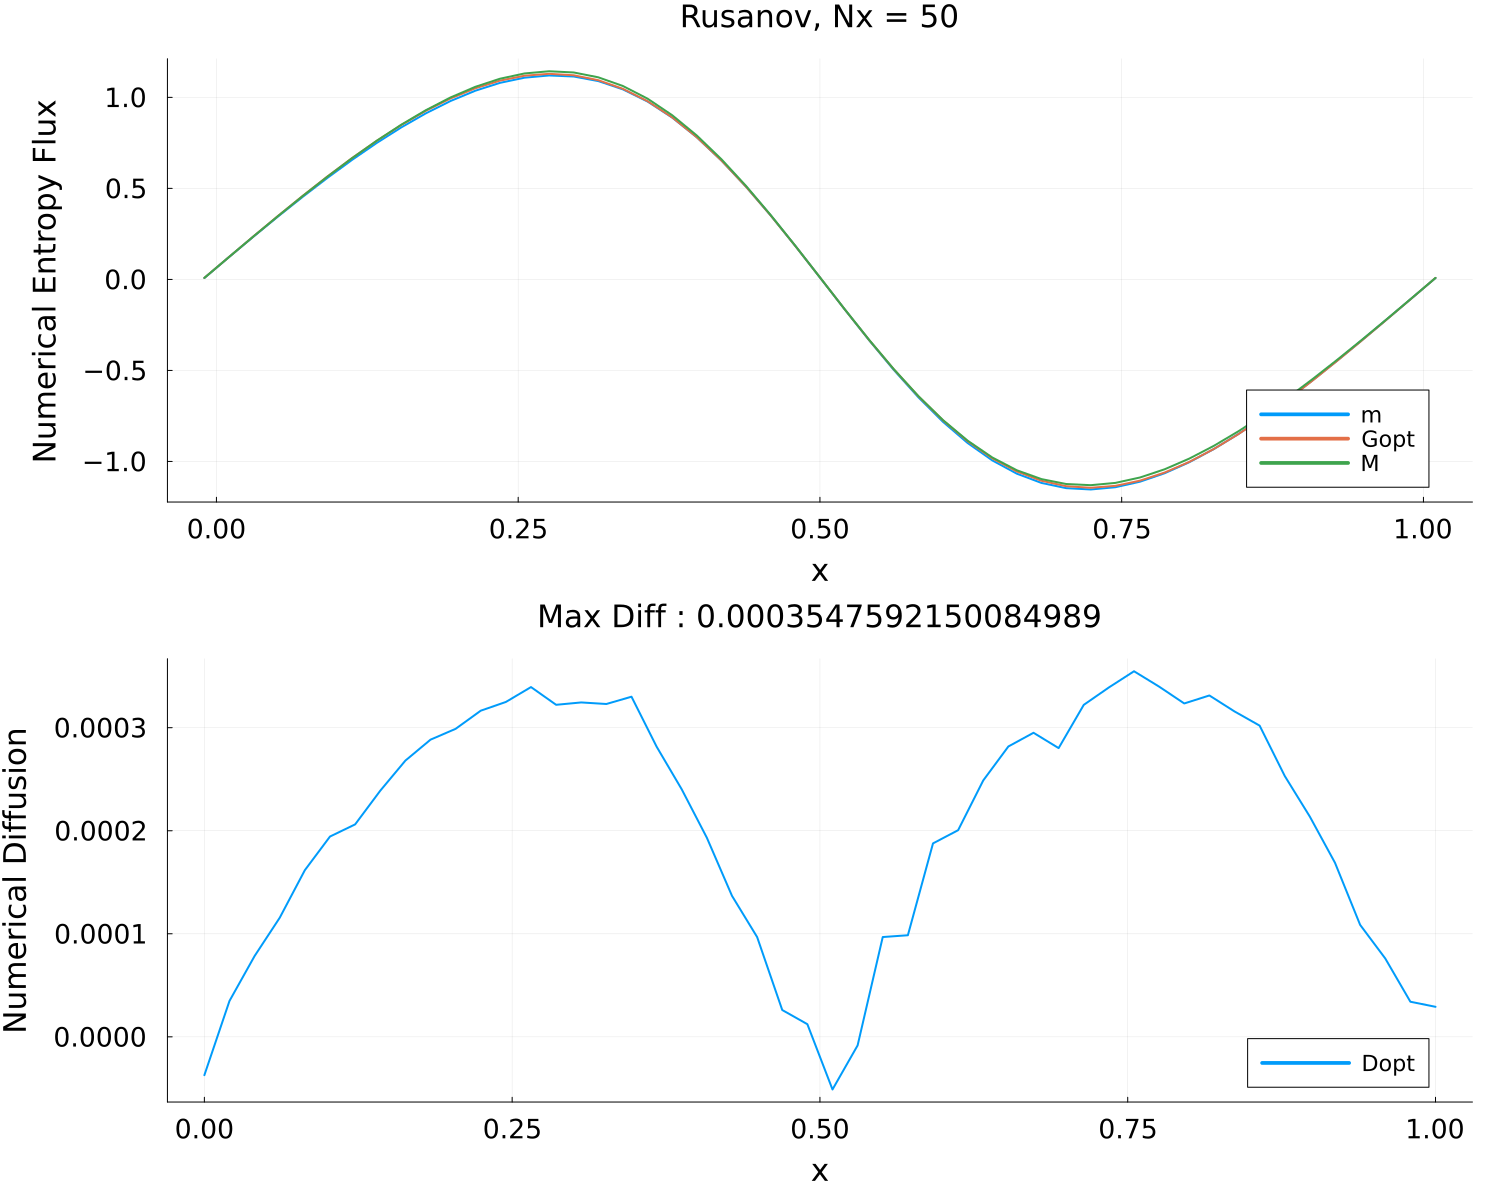 Rusanov, Nx = 50
Numerical Entropy Flux
1.0
0.5
0.0
−0.5
−1.0
m
Gopt
M
0.00 0.25 0.50 0.75 1.00
x
Max Diff : 0.0003547592150084989
Numerical Diffusion
0.0003
0.0002
0.0001
0.0000
Dopt
0.00 0.25 0.50 0.75 1.00
x